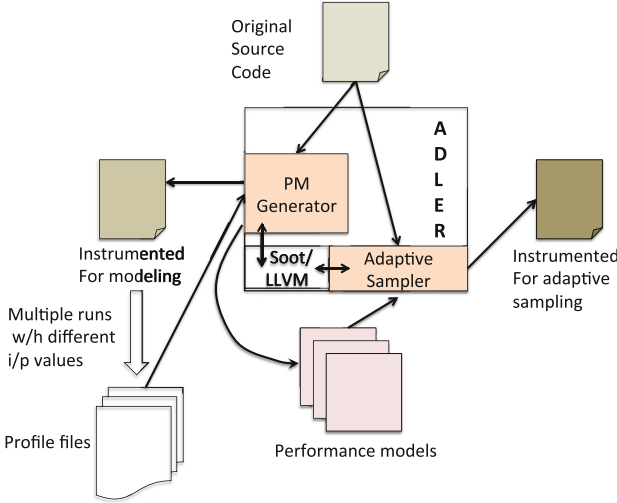 Original
Source
Code
A
D
L
E
R
PM
Generator
Instrumented
For modeling
Soot/
LLVM
Adaptive
Sampler
Instrumented
For adaptive
sampling
Multiple runs
w/h different
i/p values
Profile files
Performance models